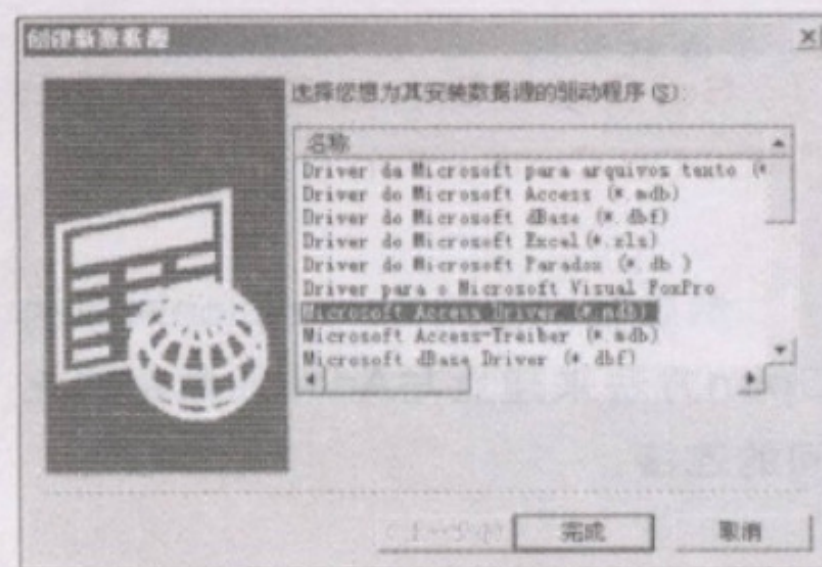 创建新数据源
选择您想为其安装数据源的驱动程序(S):
名称
Driver da Microsoft para arquivos texto (*
Driver do Microsoft Access (*.mdb)
Driver do Microsoft dBase (*.dbf)
Driver do Microsoft Excel(*.xls)
Driver do Microsoft Paradox (*.db )
Driver para o Microsoft Visual FoxPro
Microsoft Access Driver (*.mdb)
Microsoft Access-Treiber (*.mdb)
Microsoft dBase Driver (*.dbf)
完成
取消